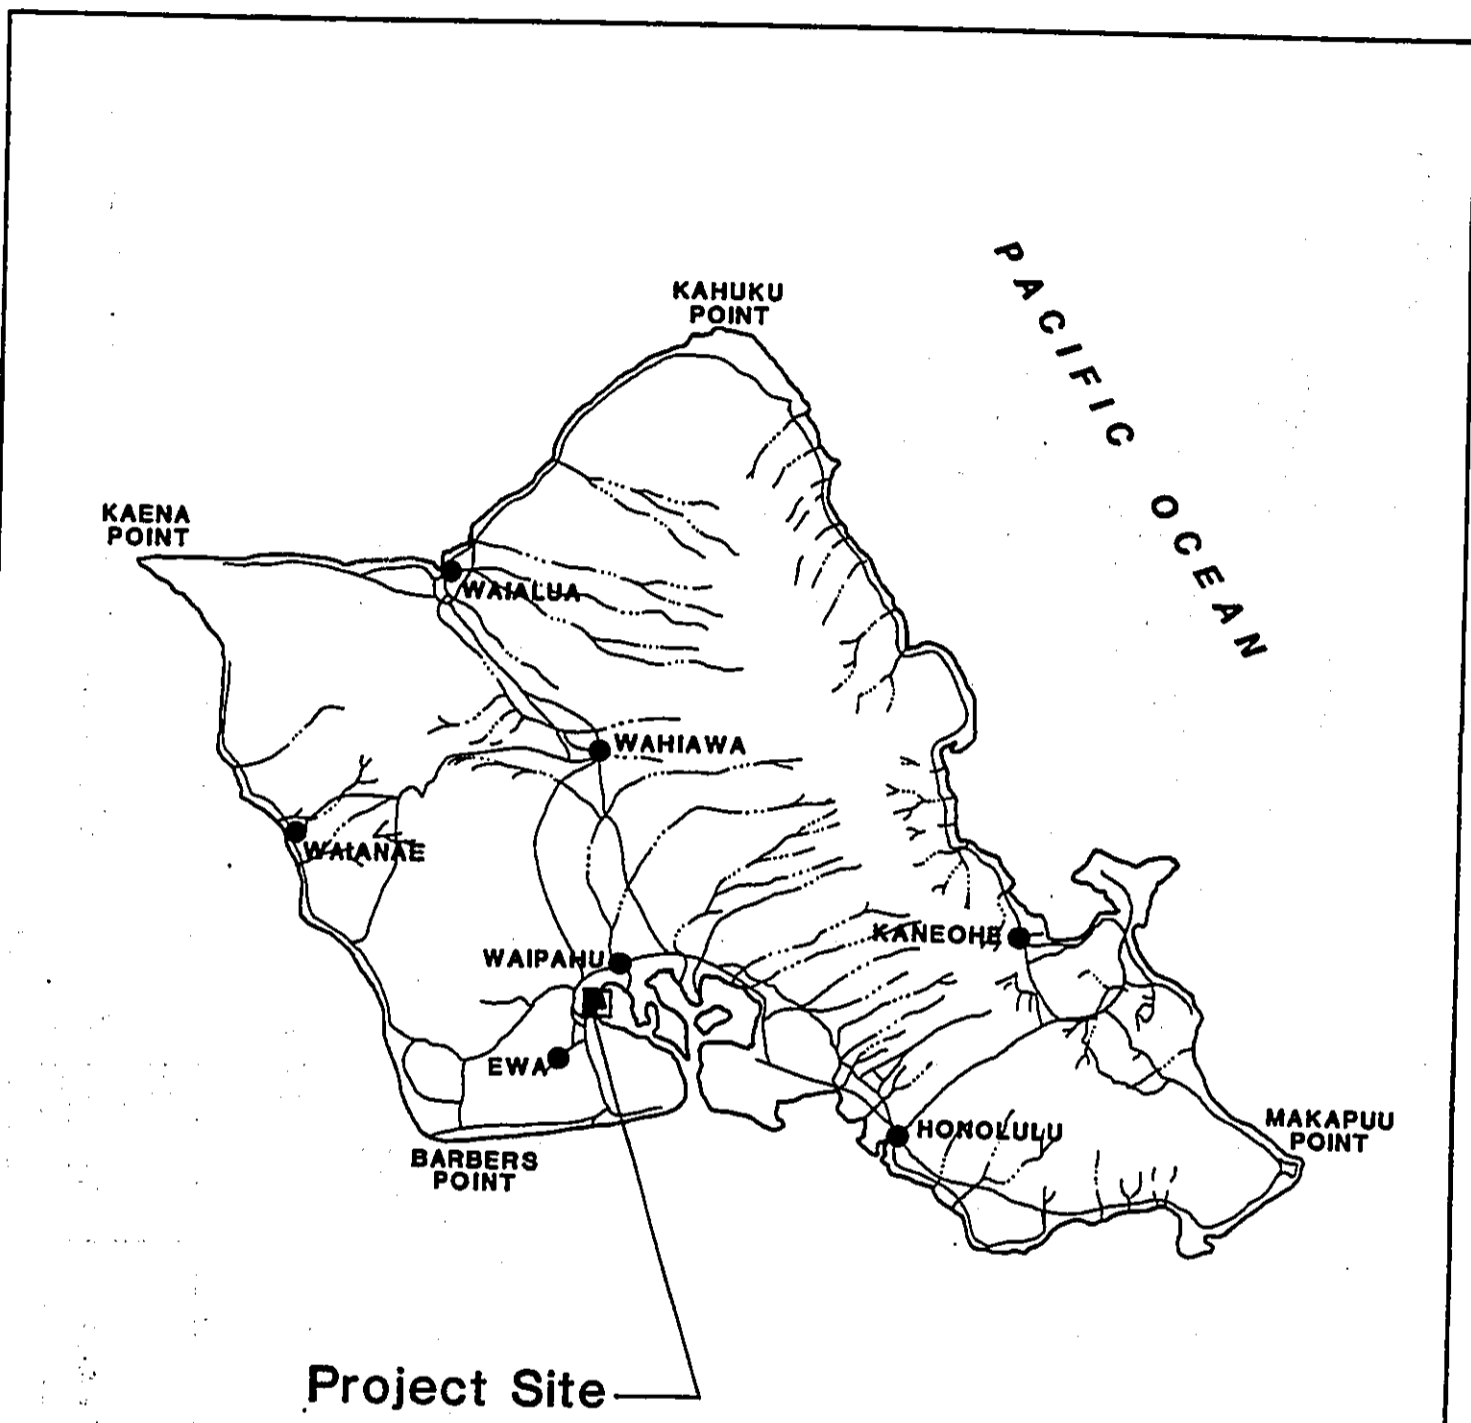 KAHUKU
POINT
PACIFIC OCEAN
KAENA
POINT
WAIALUA
WAHIAWA
WAIANAE
KANEOHE
WAIPAHU
EWA
HONOLULU
MAKAPUU
POINT
BARBERS
POINT
Project Site